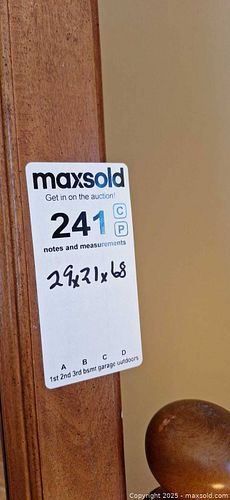 maxsold
Get in on the auction!
241 C
P
notes and measurements
29x21x68
A B C D
1st 2nd 3rd bsmt garage outdoors
Copyright © 2025 - maxsold.com